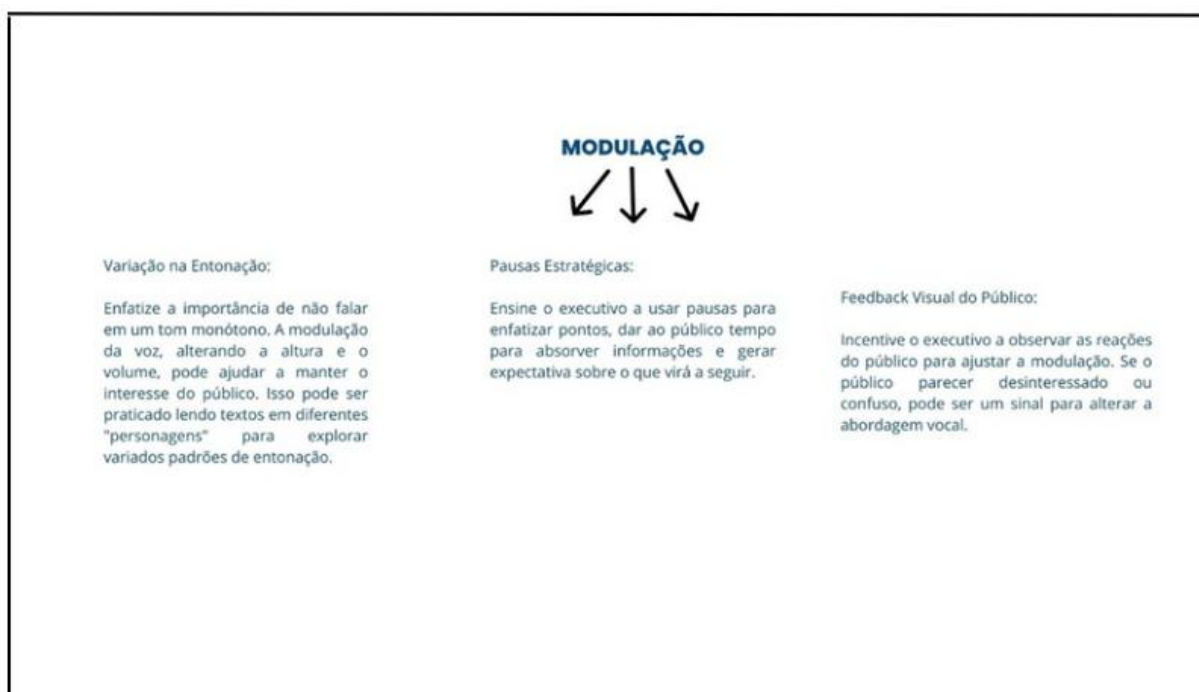 MODULAÇÃO
Variação na Entonação:
Enfatize a importância de não falar
em um tom monótono. A modulação
da voz, alterando a altura e o
volume, pode ajudar a manter o
interesse do público. Isso pode ser
praticado lendo textos em diferentes
"personagens" para explorar
variados padrões de entonação.
Pausas Estratégicas:
Ensine o executivo a usar pausas para
enfatizar pontos, dar ao público tempo
para absorver informações e gerar
expectativa sobre o que virá a seguir.
Feedback Visual do Público:
Incentive o executivo a observar as reações
do público para ajustar a modulação. Se o
público parecer desinteressado ou
confuso, pode ser um sinal para alterar a
abordagem vocal.